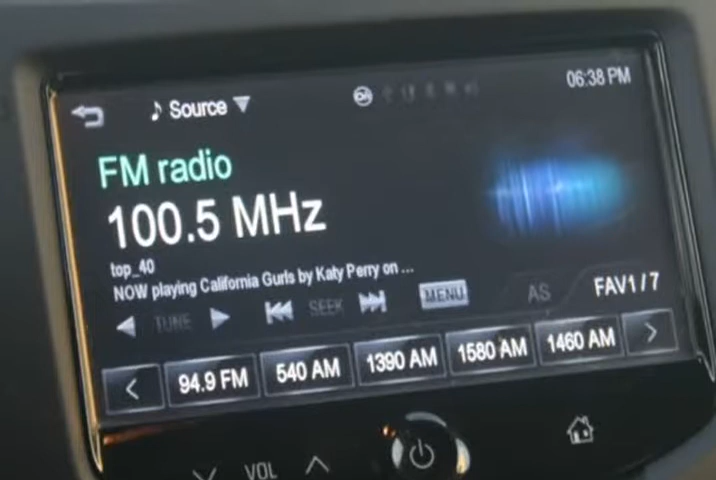 Source 06:38 PM
FM radio
100.5 MHz
top_40
NOW playing California Gurls by Katy Perry on ...
TUNE SEEK MENU AS FAV1 / 7
94.9 FM 540 AM 1390 AM 1580 AM 1460 AM
VOL